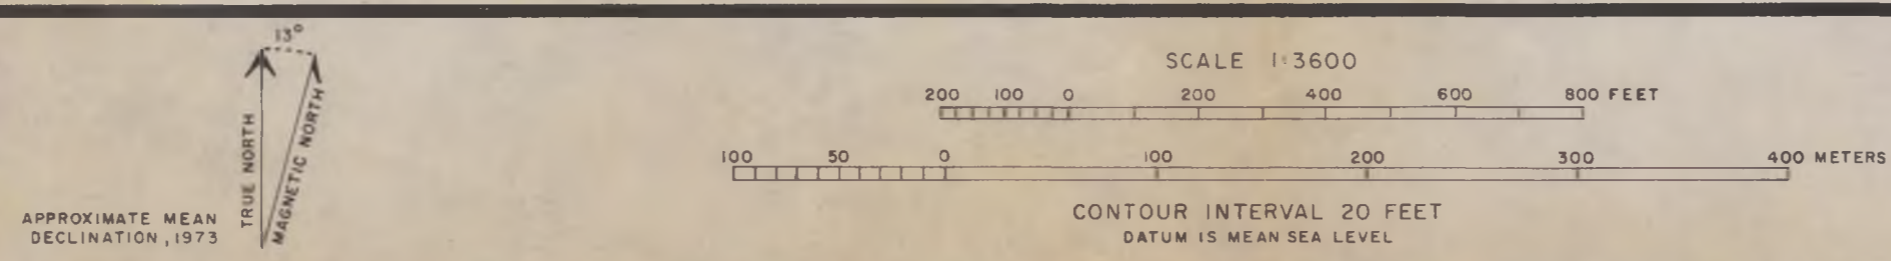 13°
TRUE NORTH
MAGNETIC NORTH
APPROXIMATE MEAN
DECLINATION, 1973
SCALE 1:3600
200 100 0 200 400 600 800 FEET
100 50 0 100 200 300 400 METERS
CONTOUR INTERVAL 20 FEET
DATUM IS MEAN SEA LEVEL